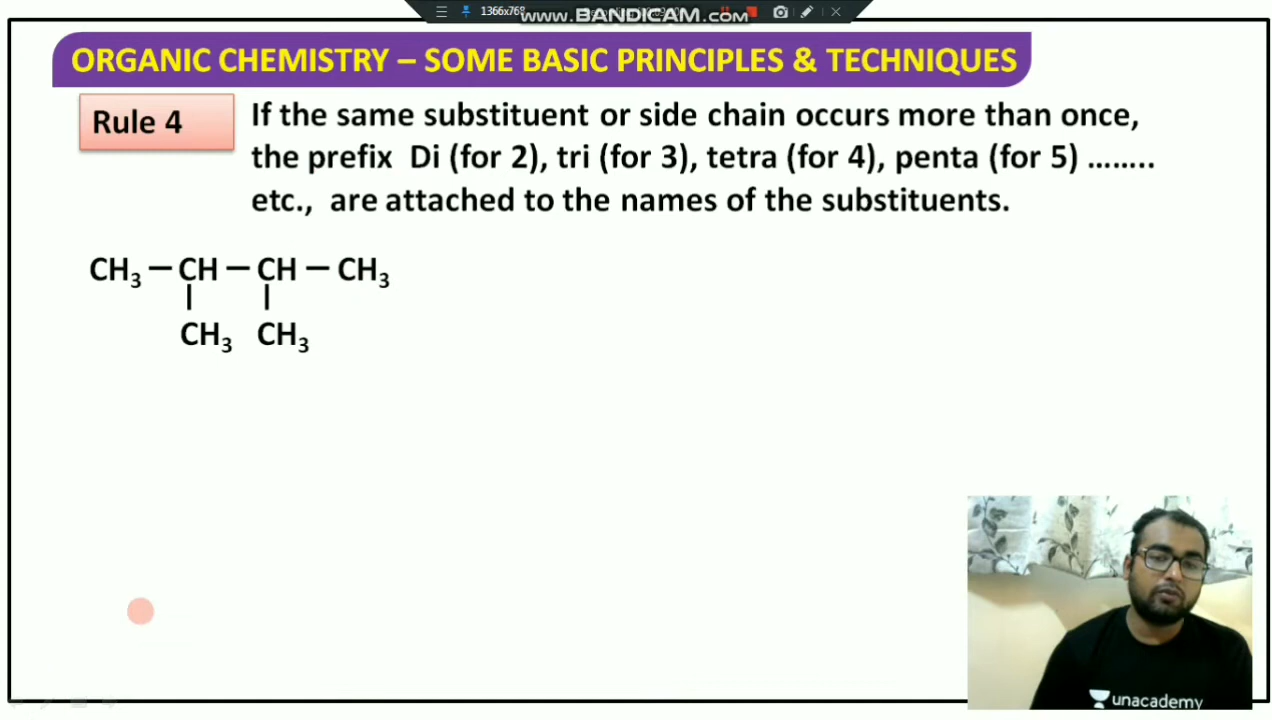 1366x768
www.BANDICAM.com
ORGANIC CHEMISTRY – SOME BASIC PRINCIPLES & TECHNIQUES
Rule 4
If the same substituent or side chain occurs more than once,
the prefix Di (for 2), tri (for 3), tetra (for 4), penta (for 5) ........
etc., are attached to the names of the substituents.
CH₃ – CH – CH – CH₃
CH₃ CH₃
unacademy